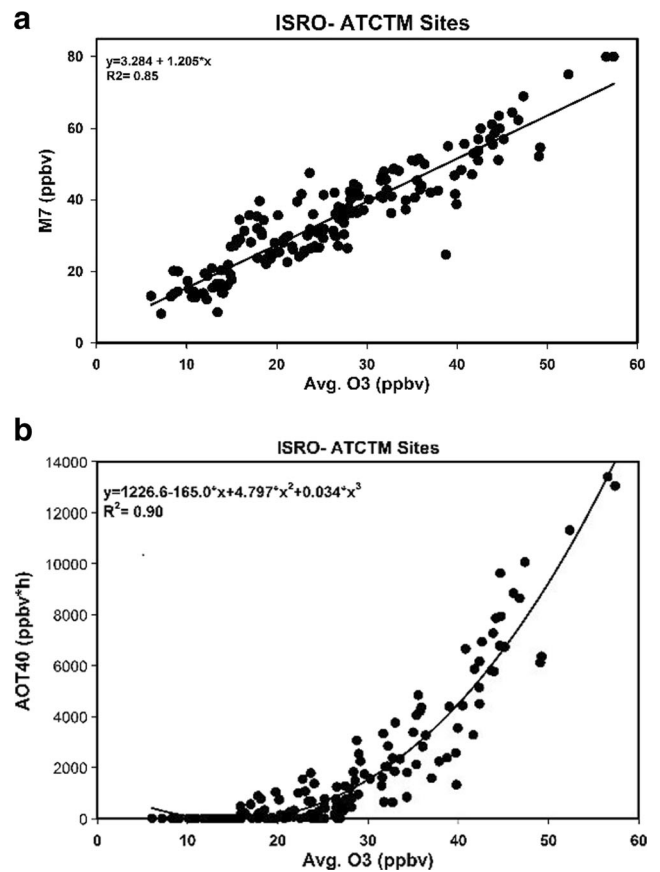 a
ISRO- ATCTM Sites
y=3.284 + 1.205*x
R2= 0.85
80
60
40
20
0
M7 (ppbv)
0 10 20 30 40 50 60
Avg. O3 (ppbv)
b
ISRO- ATCTM Sites
14000
y=1226.6-165.0*x+4.797*x²+0.034*x³
R²= 0.90
12000
10000
8000
6000
4000
2000
0
AOT40 (ppbv*h)
0 10 20 30 40 50 60
Avg. O3 (ppbv)